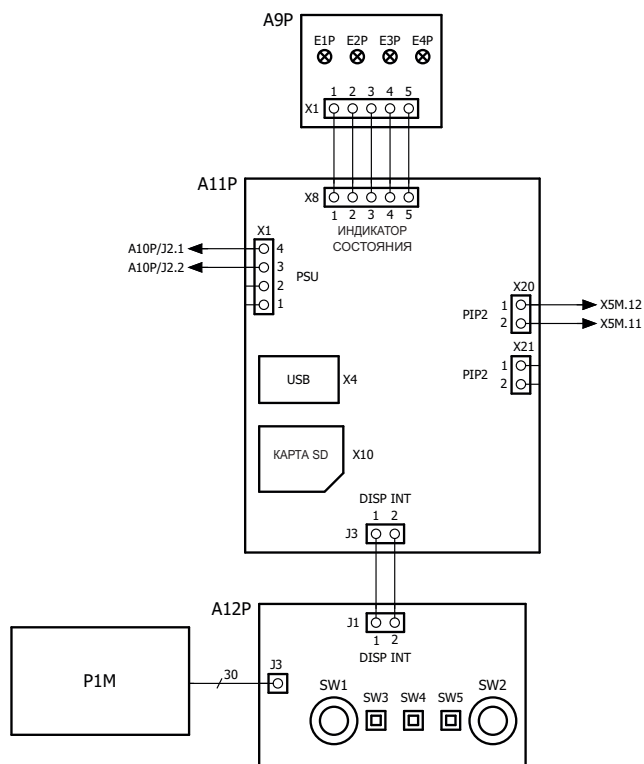 A9P
E1P E2P E3P E4P
1 2 3 4 5
X1
A11P
X8
1 2 3 4 5
ИНДИКАТОР
СОСТОЯНИЯ
X1
A10P/J2.1 4
A10P/J2.2 3
2
1
PSU
X20
PIP2
1 X5M.12
2 X5M.11
X21
PIP2
1
2
USB X4
КАРТА SD X10
DISP INT
1 2
J3
A12P
J1
1 2
DISP INT
P1M
30
J3
SW1 SW3 SW4 SW5 SW2